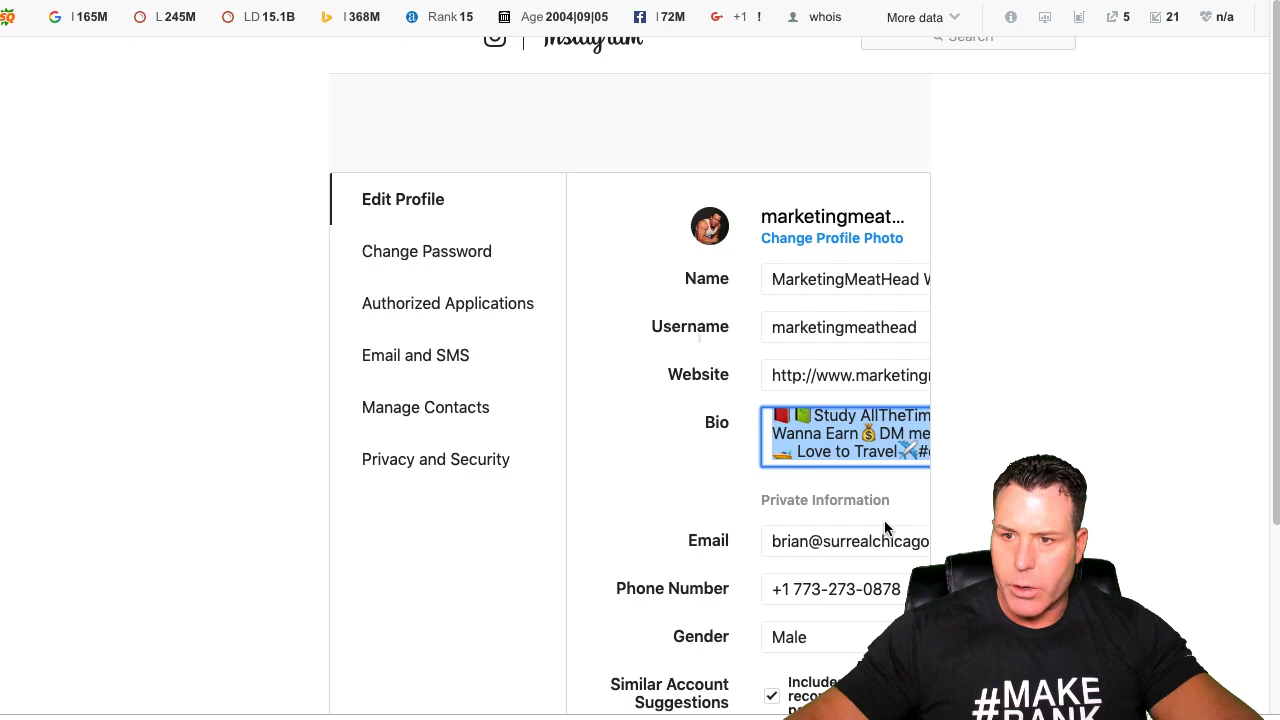 SQ I 165M L 245M LD 15.1B I 368M Rank 15 Age 2004|09|05 I 72M +1 ! whois More data 5 21 n/a
Instagram Search
Edit Profile
Change Password
Authorized Applications
Email and SMS
Manage Contacts
Privacy and Security
marketingmeat...
Change Profile Photo
Name MarketingMeatHead
Username marketingmeathead
Website http://www.marketing
Bio 📕📗Study AllTheTim
Wanna Earn💰DM me
🚤 Love to Travel✈️#
Private Information
Email brian@surrealchicago
Phone Number +1 773-273-0878
Gender Male
Similar Account
Suggestions
Include
#MAKE
BANK